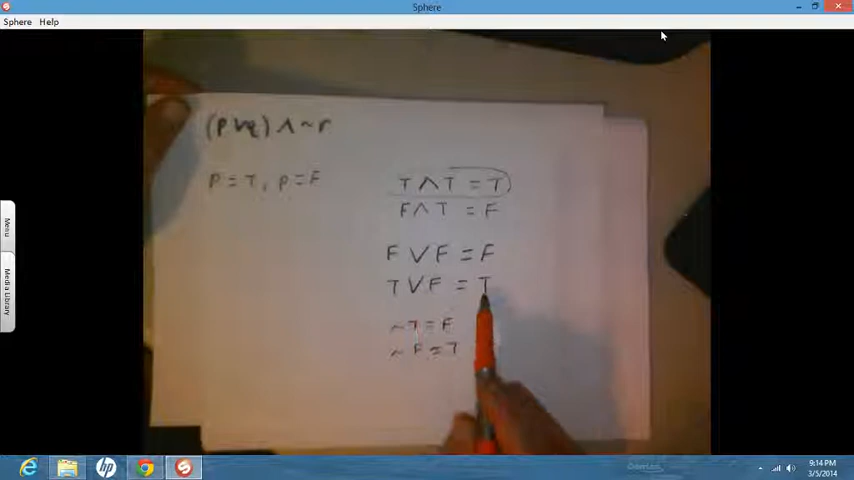 Sphere
Sphere Help
(p ∨ q) ∧ ~r
P = T, P = F
T ∧ T = T
F ∧ T = F
F ∨ F = F
T ∨ F = T
~T = F
~F = T
Menu
Media Library
9:14 PM
3/5/2014